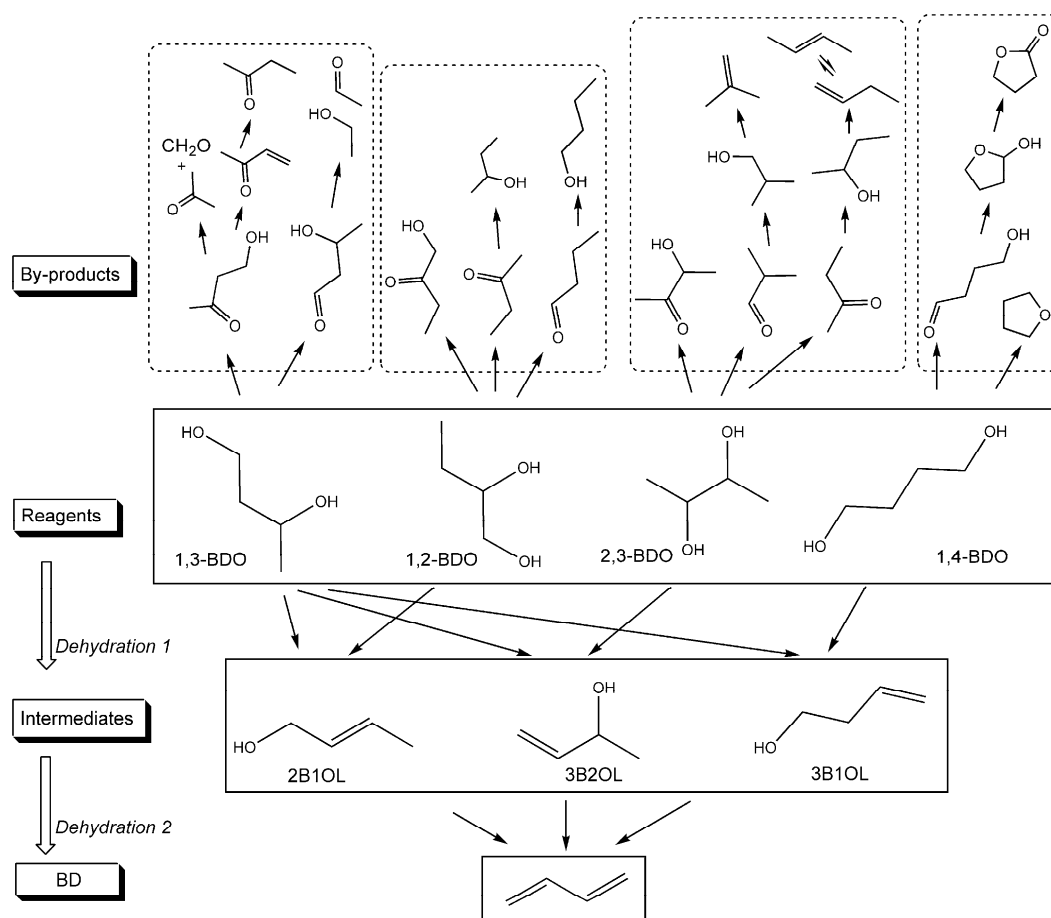 O
O
O
HO
O
OH
CH2O
+
O
O
HO
OH
O
OH
O
HO
OH
HO
OH
By-products
OH
O
HO
O
OH
O
O
O
HO
O
O
O
OH
O
O
HO
OH
OH
OH
Reagents
OH
OH
OH
HO
1,3-BDO
1,2-BDO
2,3-BDO
1,4-BDO
Dehydration 1
Intermediates
HO
OH
HO
2B1OL
3B2OL
3B1OL
Dehydration 2
BD